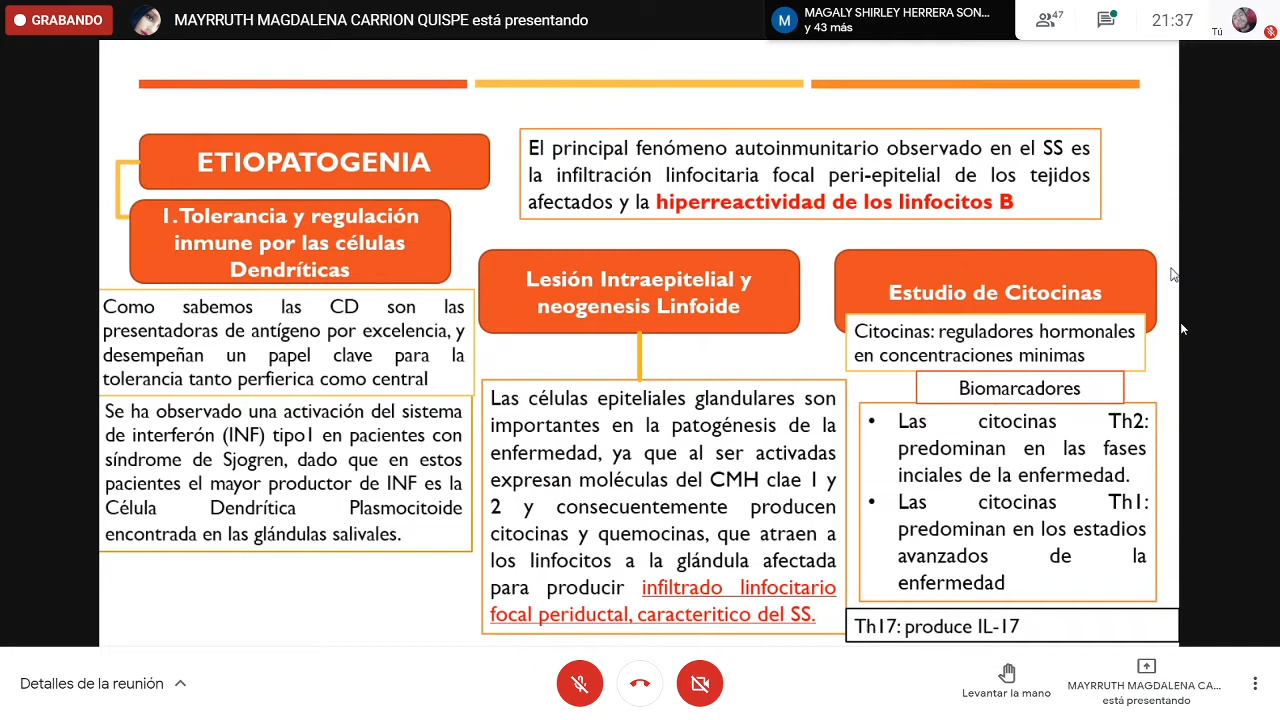 GRABANDO
MAYRRUTH MAGDALENA CARRION QUISPE está presentando
M
MAGALY SHIRLEY HERRERA SON...
y 43 más
47
21:37
Tú
ETIOPATOGENIA
1.Tolerancia y regulación
inmune por las células
Dendríticas
Como sabemos las CD son las
presentadoras de antígeno por excelencia, y
desempeñan un papel clave para la
tolerancia tanto perfierica como central
Se ha observado una activación del sistema
de interferón (INF) tipo1 en pacientes con
síndrome de Sjogren, dado que en estos
pacientes el mayor productor de INF es la
Célula Dendrítica Plasmocitoide
encontrada en las glándulas salivales.
El principal fenómeno autoinmunitario observado en el SS es
la infiltración linfocitaria focal peri-epitelial de los tejidos
afectados y la hiperreactividad de los linfocitos B
Lesión Intraepitelial y
neogenesis Linfoide
Las células epiteliales glandulares son
importantes en la patogénesis de la
enfermedad, ya que al ser activadas
expresan moléculas del CMH clae 1 y
2 y consecuentemente producen
citocinas y quemocinas, que atraen a
los linfocitos a la glándula afectada
para producir infiltrado linfocitario
focal periductal, caracteritico del SS.
Estudio de Citocinas
Citocinas: reguladores hormonales
en concentraciones minimas
Biomarcadores
• Las citocinas Th2:
predominan en las fases
inciales de la enfermedad.
• Las citocinas Th1:
predominan en los estadios
avanzados de la
enfermedad
Th17: produce IL-17
Detalles de la reunión
Levantar la mano
MAYRRUTH MAGDALENA CA...
está presentando